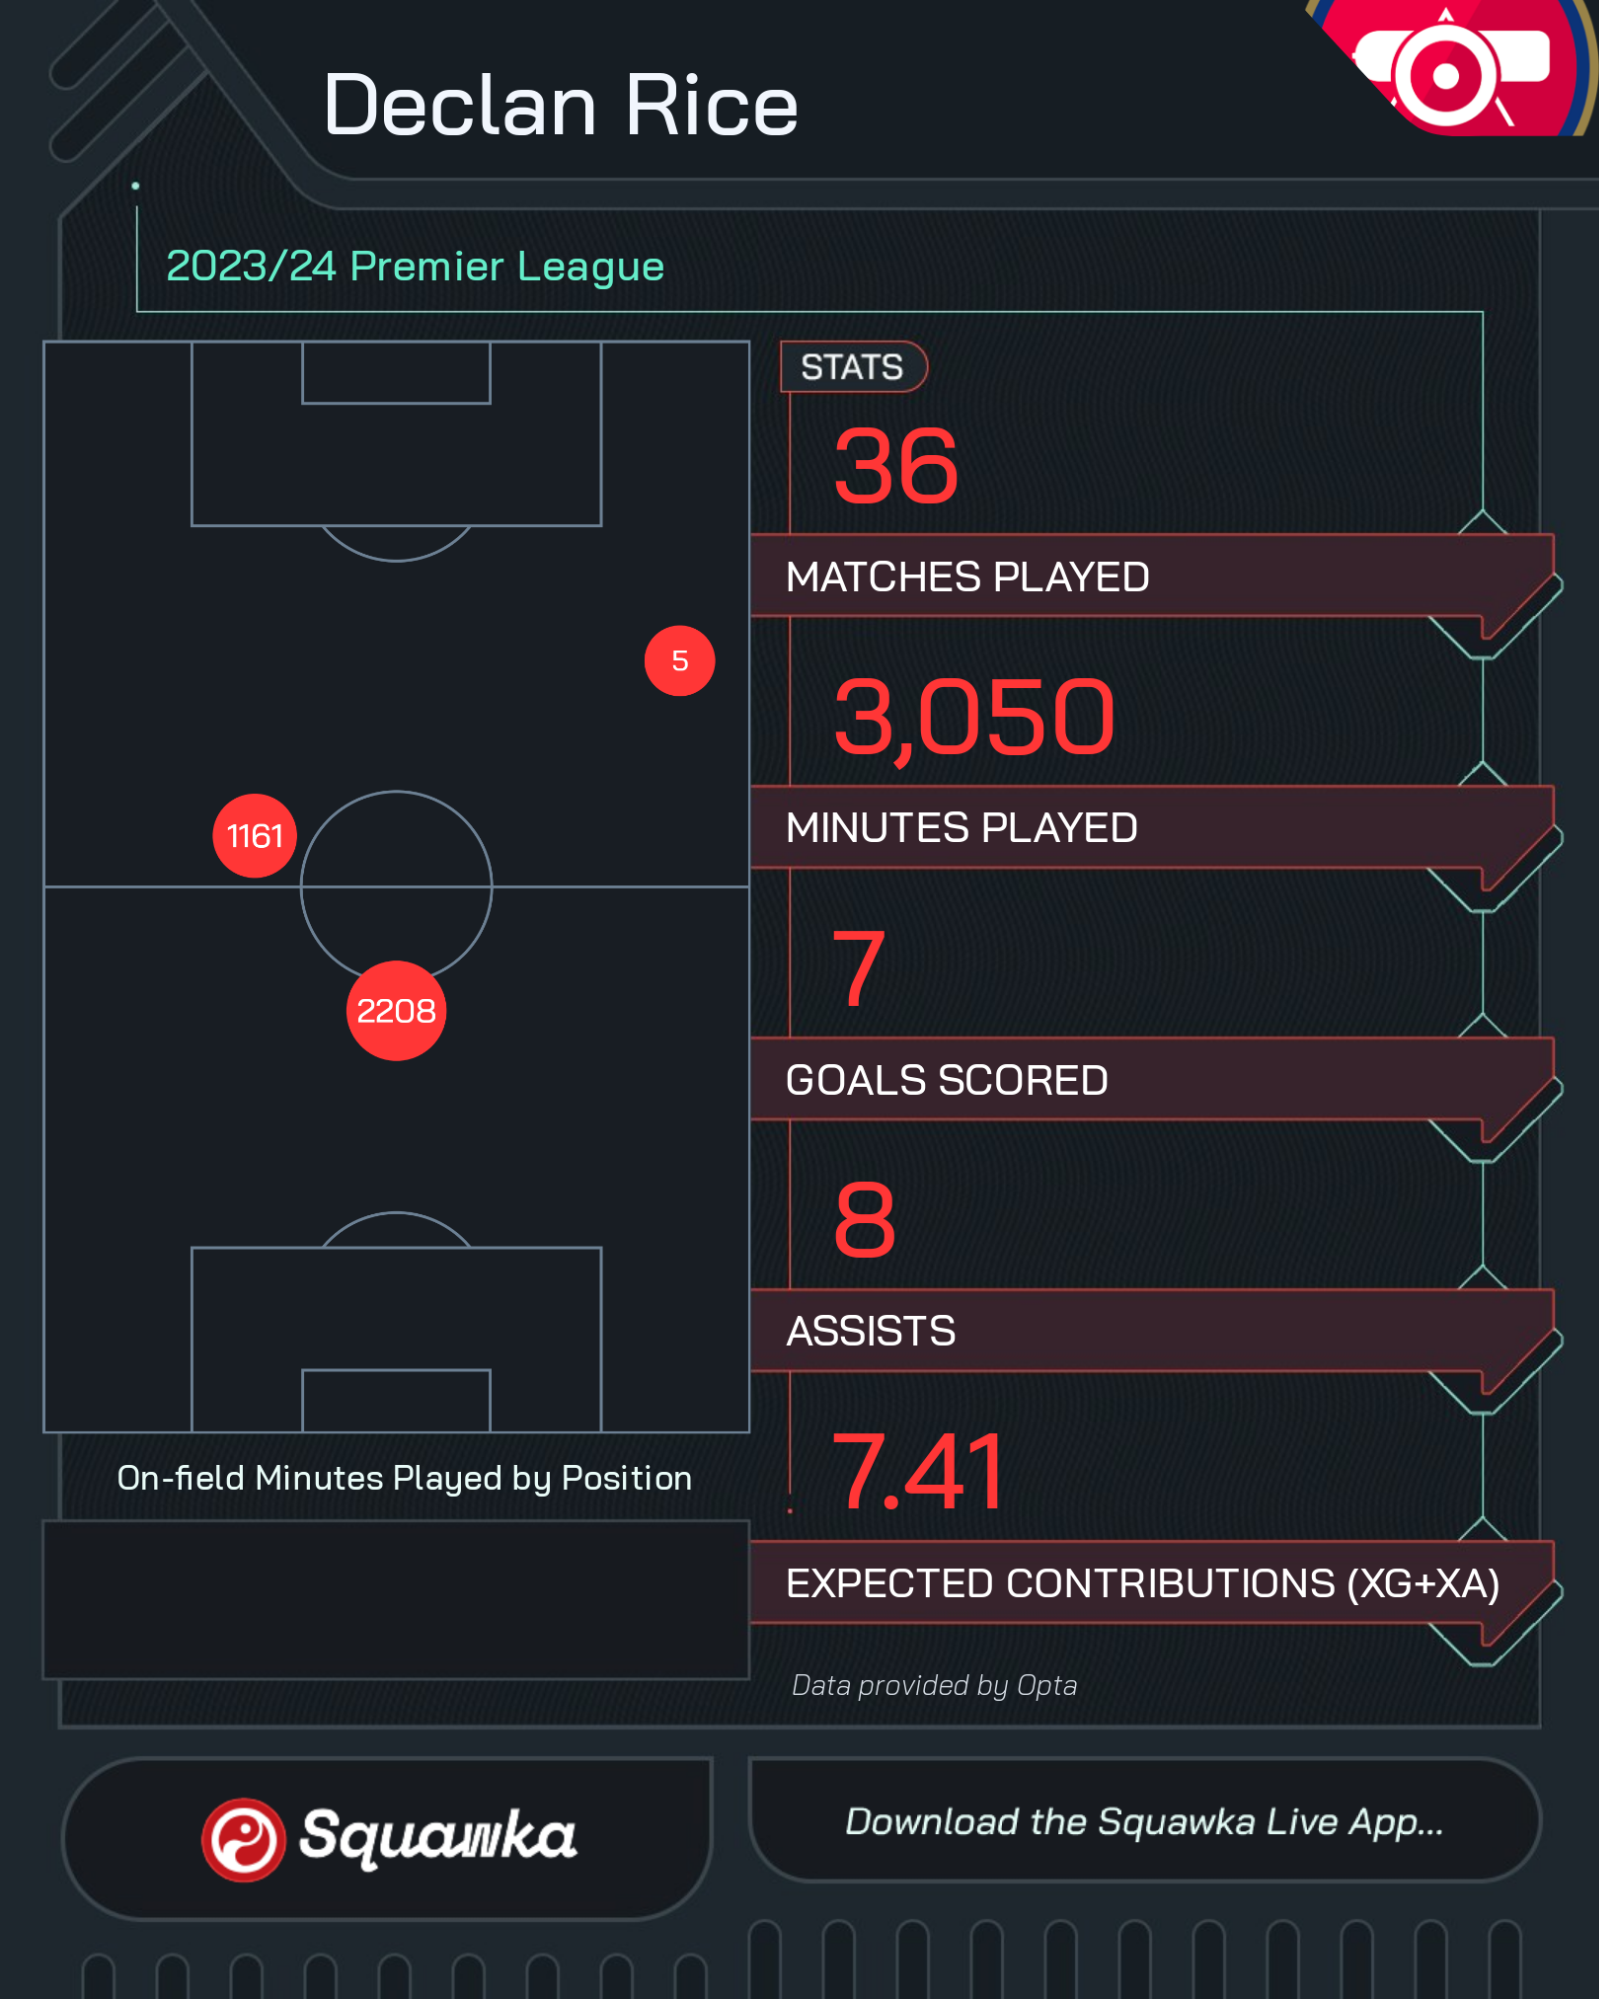 Declan Rice
2023/24 Premier League
STATS
36
MATCHES PLAYED
5
3,050
MINUTES PLAYED
1161
7
GOALS SCORED
2208
8
ASSISTS
7.41
EXPECTED CONTRIBUTIONS (XG+XA)
On-field Minutes Played by Position
Data provided by Opta
Squawka
Download the Squawka Live App...